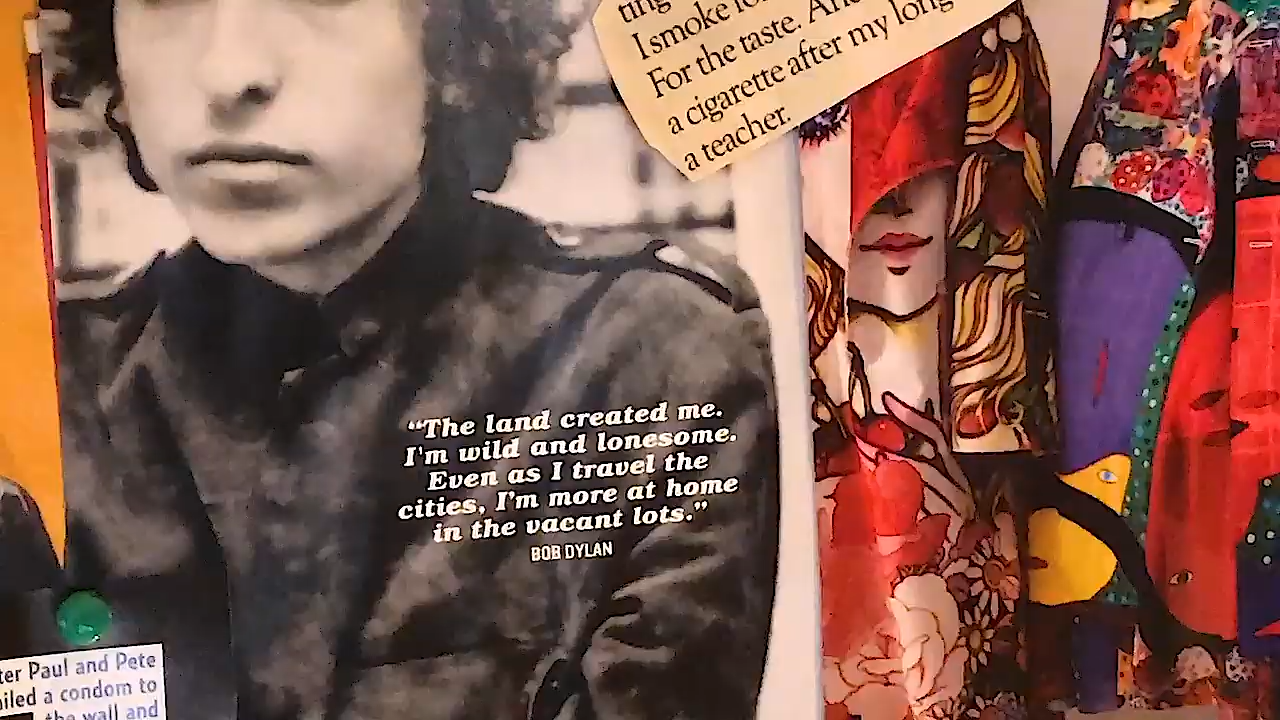 ting
I smoke
For the taste.
a cigarette after my long
a teacher.
“The land created me.
I'm wild and lonesome.
Even as I travel the
cities, I'm more at home
in the vacant lots.”
BOB DYLAN
ter Paul and Pete
ailed a condom to
the wall and